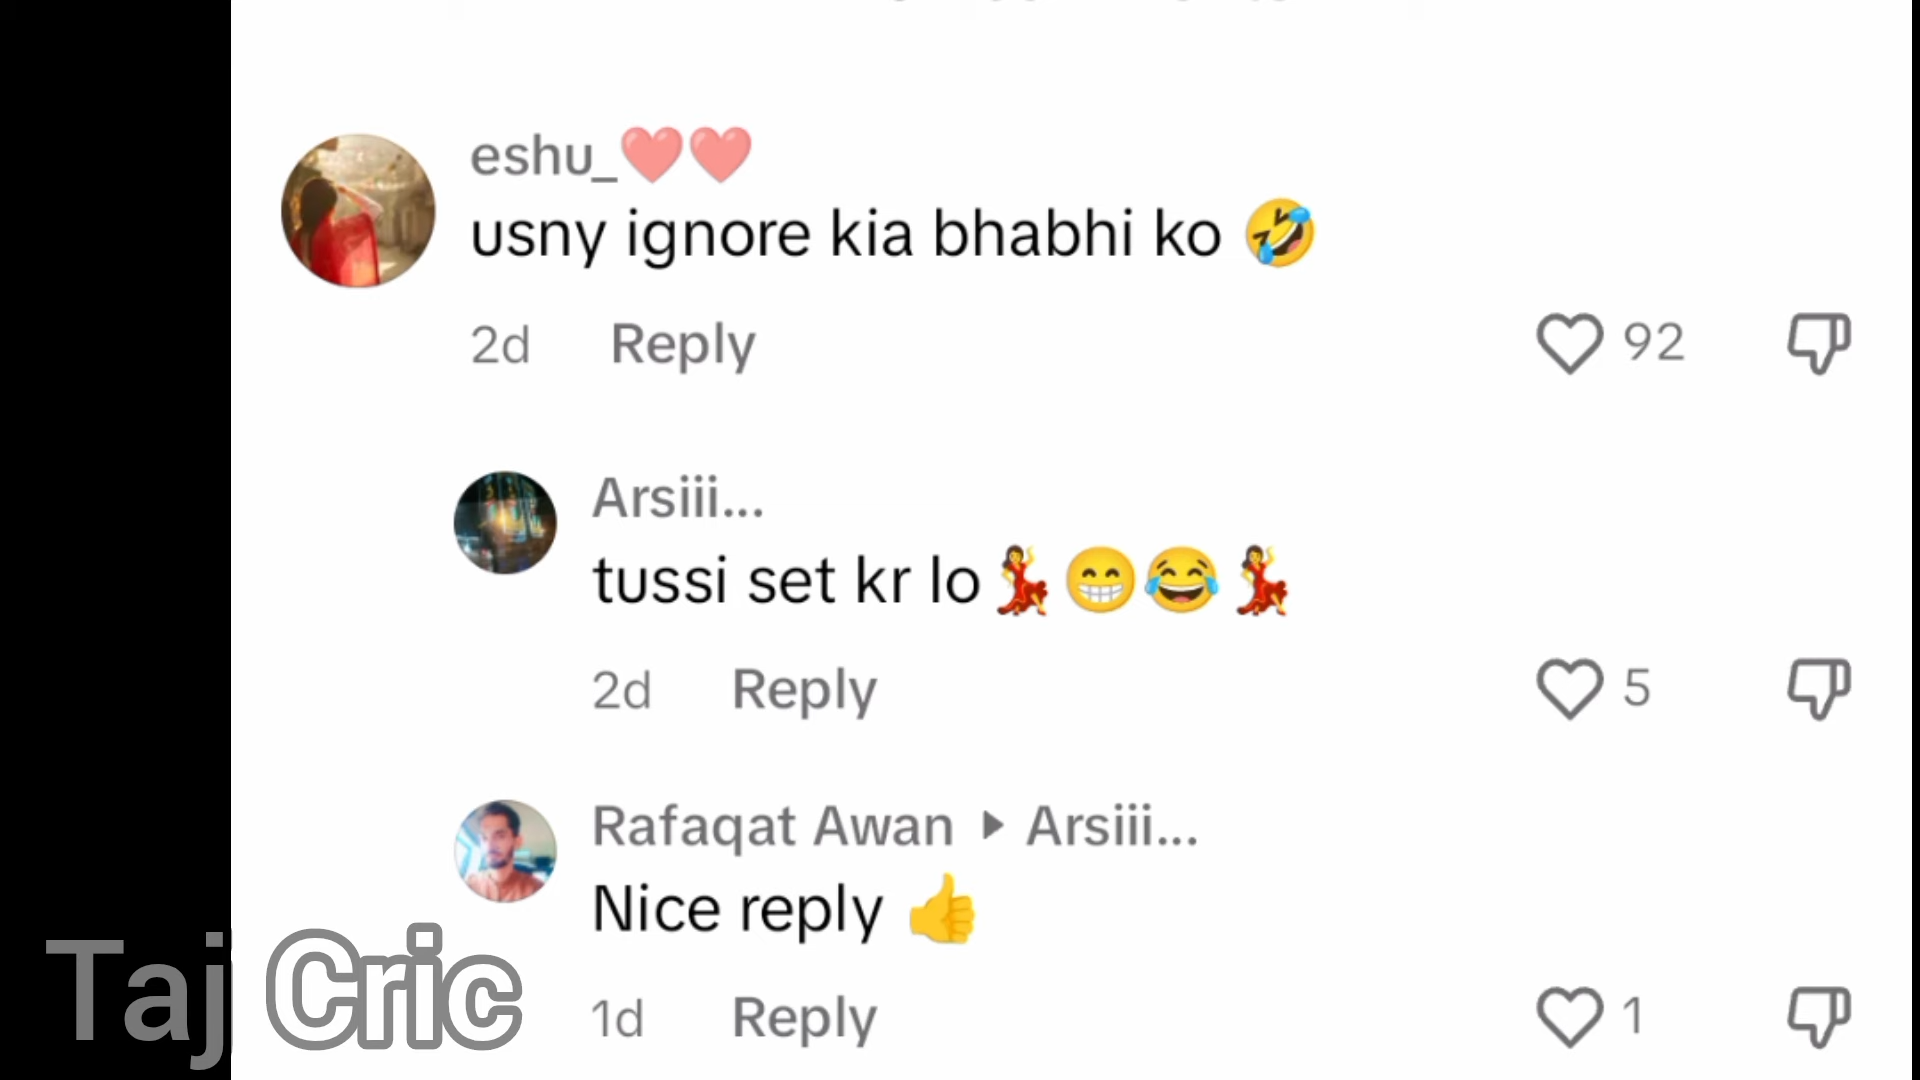 eshu_🩷🩷
usny ignore kia bhabhi ko 🤣
2d Reply 92
Arsiii...
tussi set kr lo💃😁😂💃
2d Reply 5
Rafaqat Awan ▸ Arsiii...
Nice reply 👍
1d Reply 1
Taj Cric